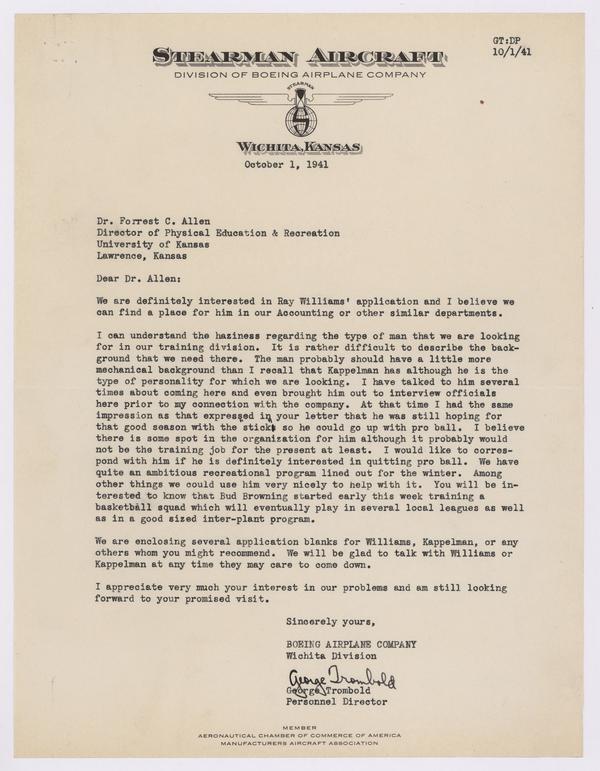 GT:DP
10/1/41
STEARMAN AIRCRAFT
DIVISION OF BOEING AIRPLANE COMPANY
STEARMAN
S
WICHITA, KANSAS
October 1, 1941
Dr. Forrest C. Allen
Director of Physical Education & Recreation
University of Kansas
Lawrence, Kansas
Dear Dr. Allen:
We are definitely interested in Ray Williams' application and I believe we
can find a place for him in our Accounting or other similar departments.
I can understand the haziness regarding the type of man that we are looking
for in our training division. It is rather difficult to describe the back-
ground that we need there. The man probably should have a little more
mechanical background than I recall that Kappelman has although he is the
type of personality for which we are looking. I have talked to him several
times about coming here and even brought him out to interview officials
here prior to my connection with the company. At that time I had the same
impression as that expressed in your letter that he was still hoping for
that good season with the stick so he could go up with pro ball. I believe
there is some spot in the organization for him although it probably would
not be the training job for the present at least. I would like to corres-
pond with him if he is definitely interested in quitting pro ball. We have
quite an ambitious recreational program lined out for the winter. Among
other things we could use him very nicely to help with it. You will be in-
terested to know that Bud Browning started early this week training a
basketball squad which will eventually play in several local leagues as well
as in a good sized inter-plant program.
We are enclosing several application blanks for Williams, Kappelman, or any
others whom you might recommend. We will be glad to talk with Williams or
Kappelman at any time they may care to come down.
I appreciate very much your interest in our problems and am still looking
forward to your promised visit.
Sincerely yours,
BOEING AIRPLANE COMPANY
Wichita Division
George Trombold
George Trombold
Personnel Director
MEMBER
AERONAUTICAL CHAMBER OF COMMERCE OF AMERICA
MANUFACTURERS AIRCRAFT ASSOCIATION